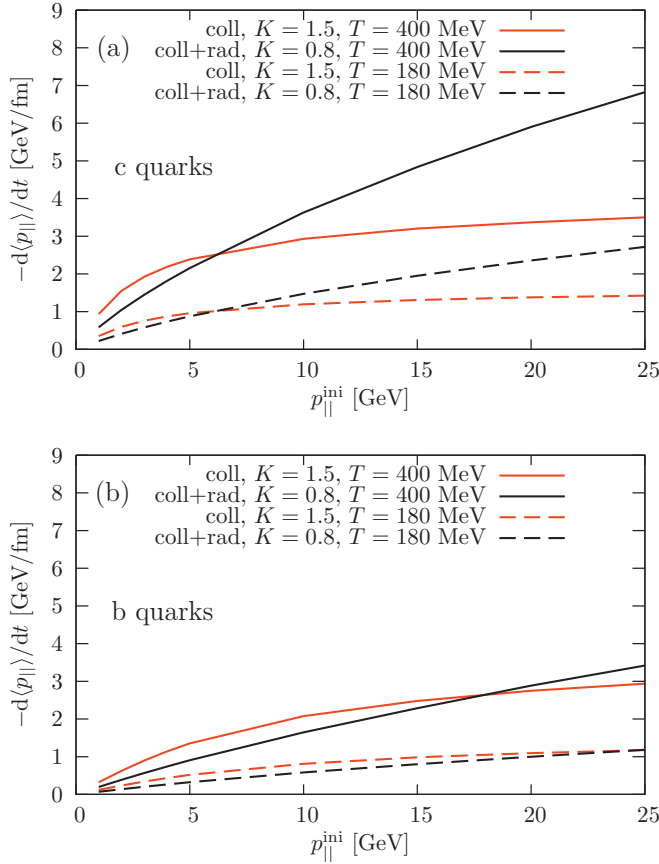 9
8
7
6
5
4
3
2
1
0
−d⟨p_||⟩/dt [GeV/fm]
(a)
coll, K = 1.5, T = 400 MeV
coll+rad, K = 0.8, T = 400 MeV
coll, K = 1.5, T = 180 MeV
coll+rad, K = 0.8, T = 180 MeV
c quarks
0 5 10 15 20 25
p_||^ini [GeV]
9
8
7
6
5
4
3
2
1
0
−d⟨p_||⟩/dt [GeV/fm]
(b)
coll, K = 1.5, T = 400 MeV
coll+rad, K = 0.8, T = 400 MeV
coll, K = 1.5, T = 180 MeV
coll+rad, K = 0.8, T = 180 MeV
b quarks
0 5 10 15 20 25
p_||^ini [GeV]